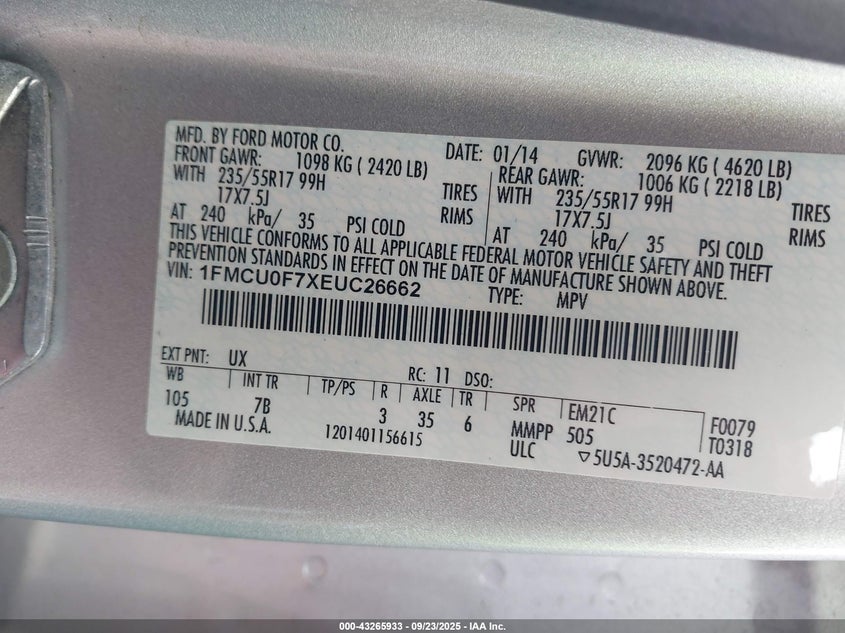 MFD. BY FORD MOTOR CO. DATE: 01/14 GVWR: 2096 KG ( 4620 LB)
FRONT GAWR: 1098 KG ( 2420 LB) REAR GAWR: 1006 KG ( 2218 LB)
WITH 235/55R17 99H TIRES WITH 235/55R17 99H TIRES
17X7.5J RIMS 17X7.5J RIMS
AT 240 kPa/ 35 PSI COLD AT 240 kPa/ 35 PSI COLD
THIS VEHICLE CONFORMS TO ALL APPLICABLE FEDERAL MOTOR VEHICLE SAFETY AND THEFT
PREVENTION STANDARDS IN EFFECT ON THE DATE OF MANUFACTURE SHOWN ABOVE.
VIN: 1FMCU0F7XEUC26662 TYPE: MPV
EXT PNT: UX RC: 11 DSO:
WB INT TR TP/PS R AXLE TR SPR EM21C F0079
105 7B 3 35 6 MMPP 505 T0318
MADE IN U.S.A. 1201401156615 ULC ▽5U5A-3520472-AA
000-43265933 - 09/23/2025 - IAA Inc.